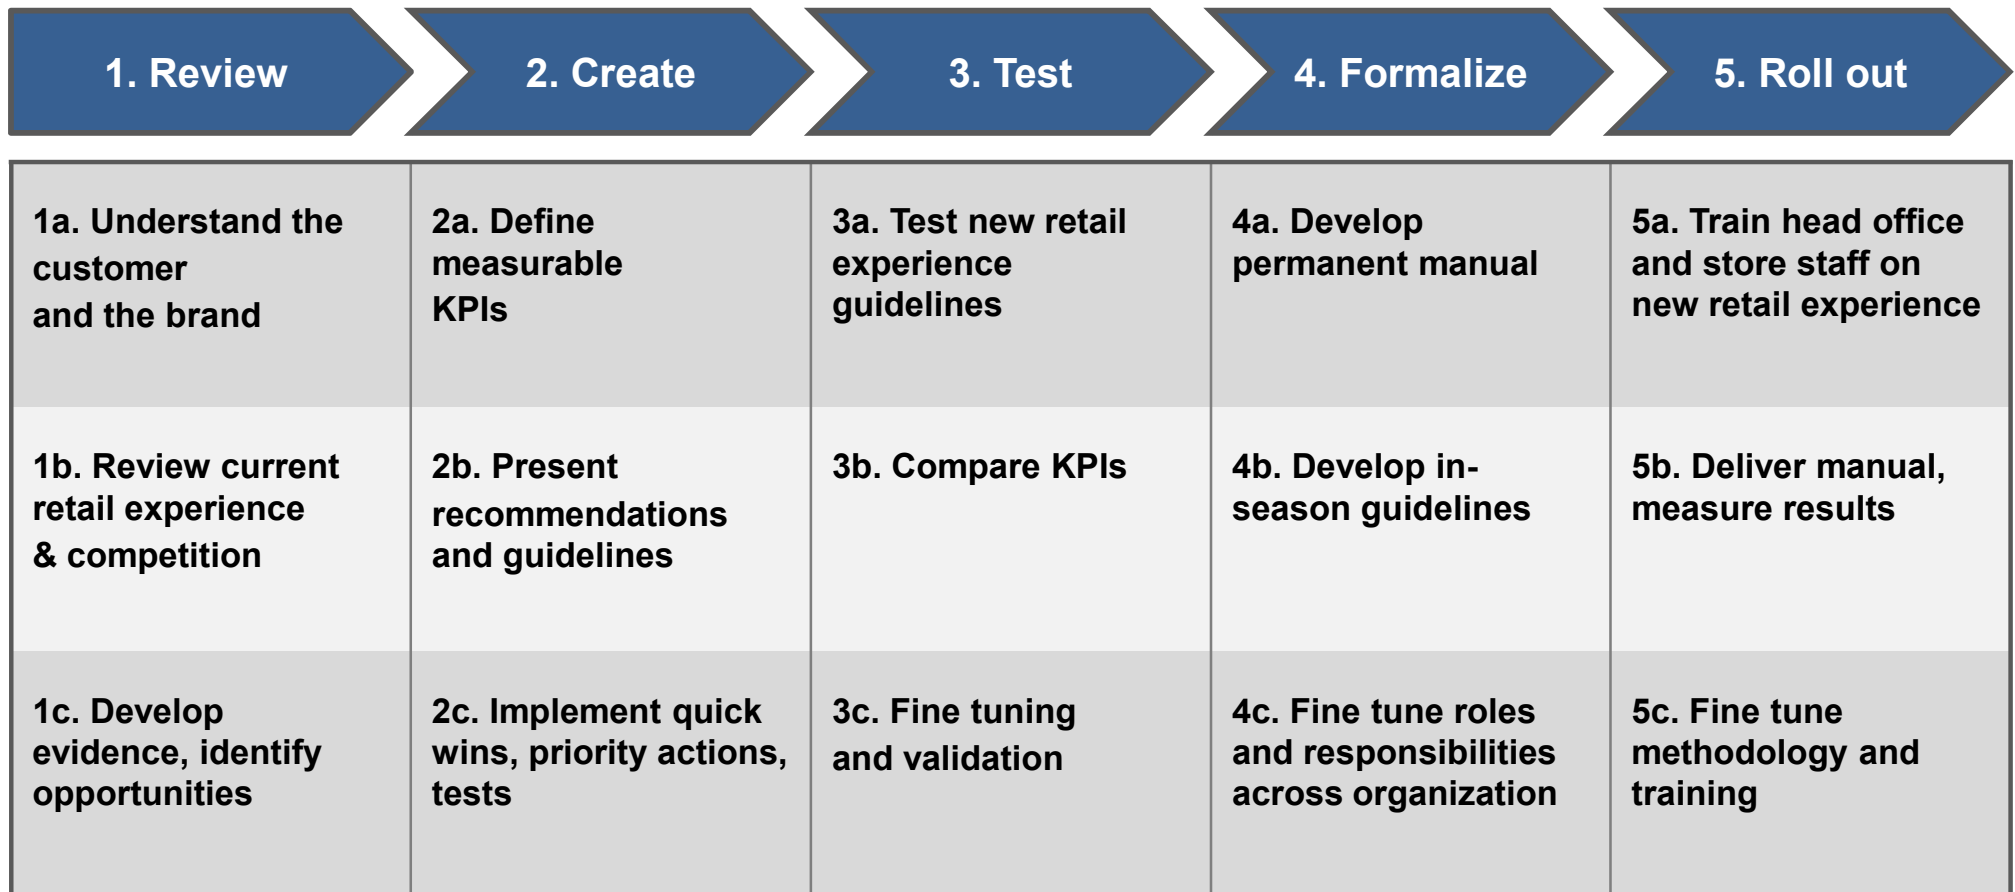 1. Review
2. Create
3. Test
4. Formalize
5. Roll out
1a. Understand the
customer
and the brand
2a. Define
measurable
KPIs
3a. Test new retail
experience
guidelines
4a. Develop
permanent manual
5a. Train head office
and store staff on
new retail experience
1b. Review current
retail experience
& competition
2b. Present
recommendations
and guidelines
3b. Compare KPIs
4b. Develop in-
season guidelines
5b. Deliver manual,
measure results
1c. Develop
evidence, identify
opportunities
2c. Implement quick
wins, priority actions,
tests
3c. Fine tuning
and validation
4c. Fine tune roles
and responsibilities
across organization
5c. Fine tune
methodology and
training